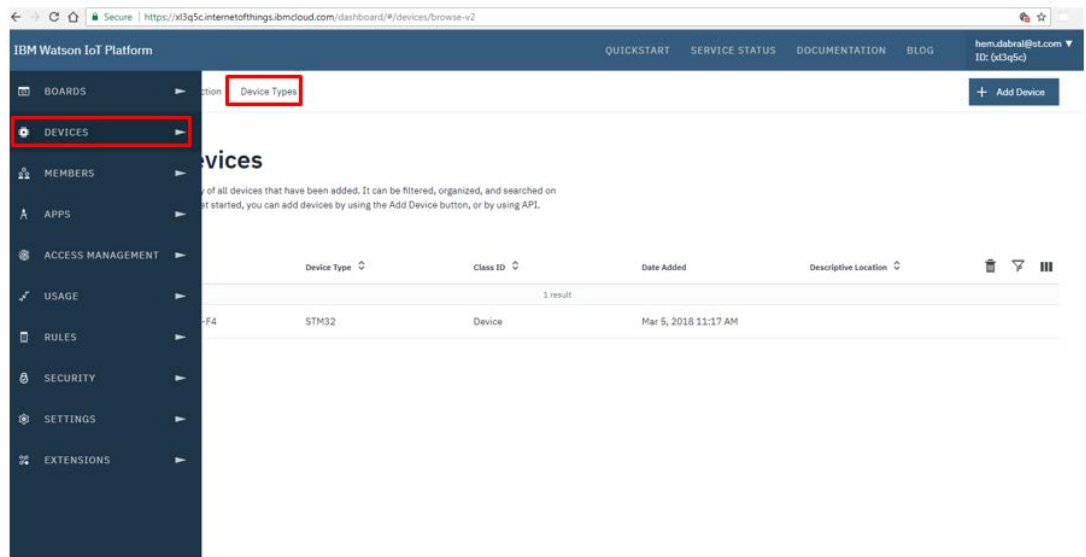 Secure | https://xl3q5c.internetofthings.ibmcloud.com/dashboard/#/devices/browse-v2
IBM Watson IoT Platform QUICKSTART SERVICE STATUS DOCUMENTATION BLOG hem.dabral@st.com
ID: (xl3q5c)
BOARDS ction Device Types + Add Device
DEVICES
evices
MEMBERS
y of all devices that have been added. It can be filtered, organized, and searched on
et started, you can add devices by using the Add Device button, or by using API.
APPS
ACCESS MANAGEMENT
Device Type Class ID Date Added Descriptive Location
USAGE 1 result
-F4 STM32 Device Mar 5, 2018 11:17 AM
RULES
SECURITY
SETTINGS
EXTENSIONS